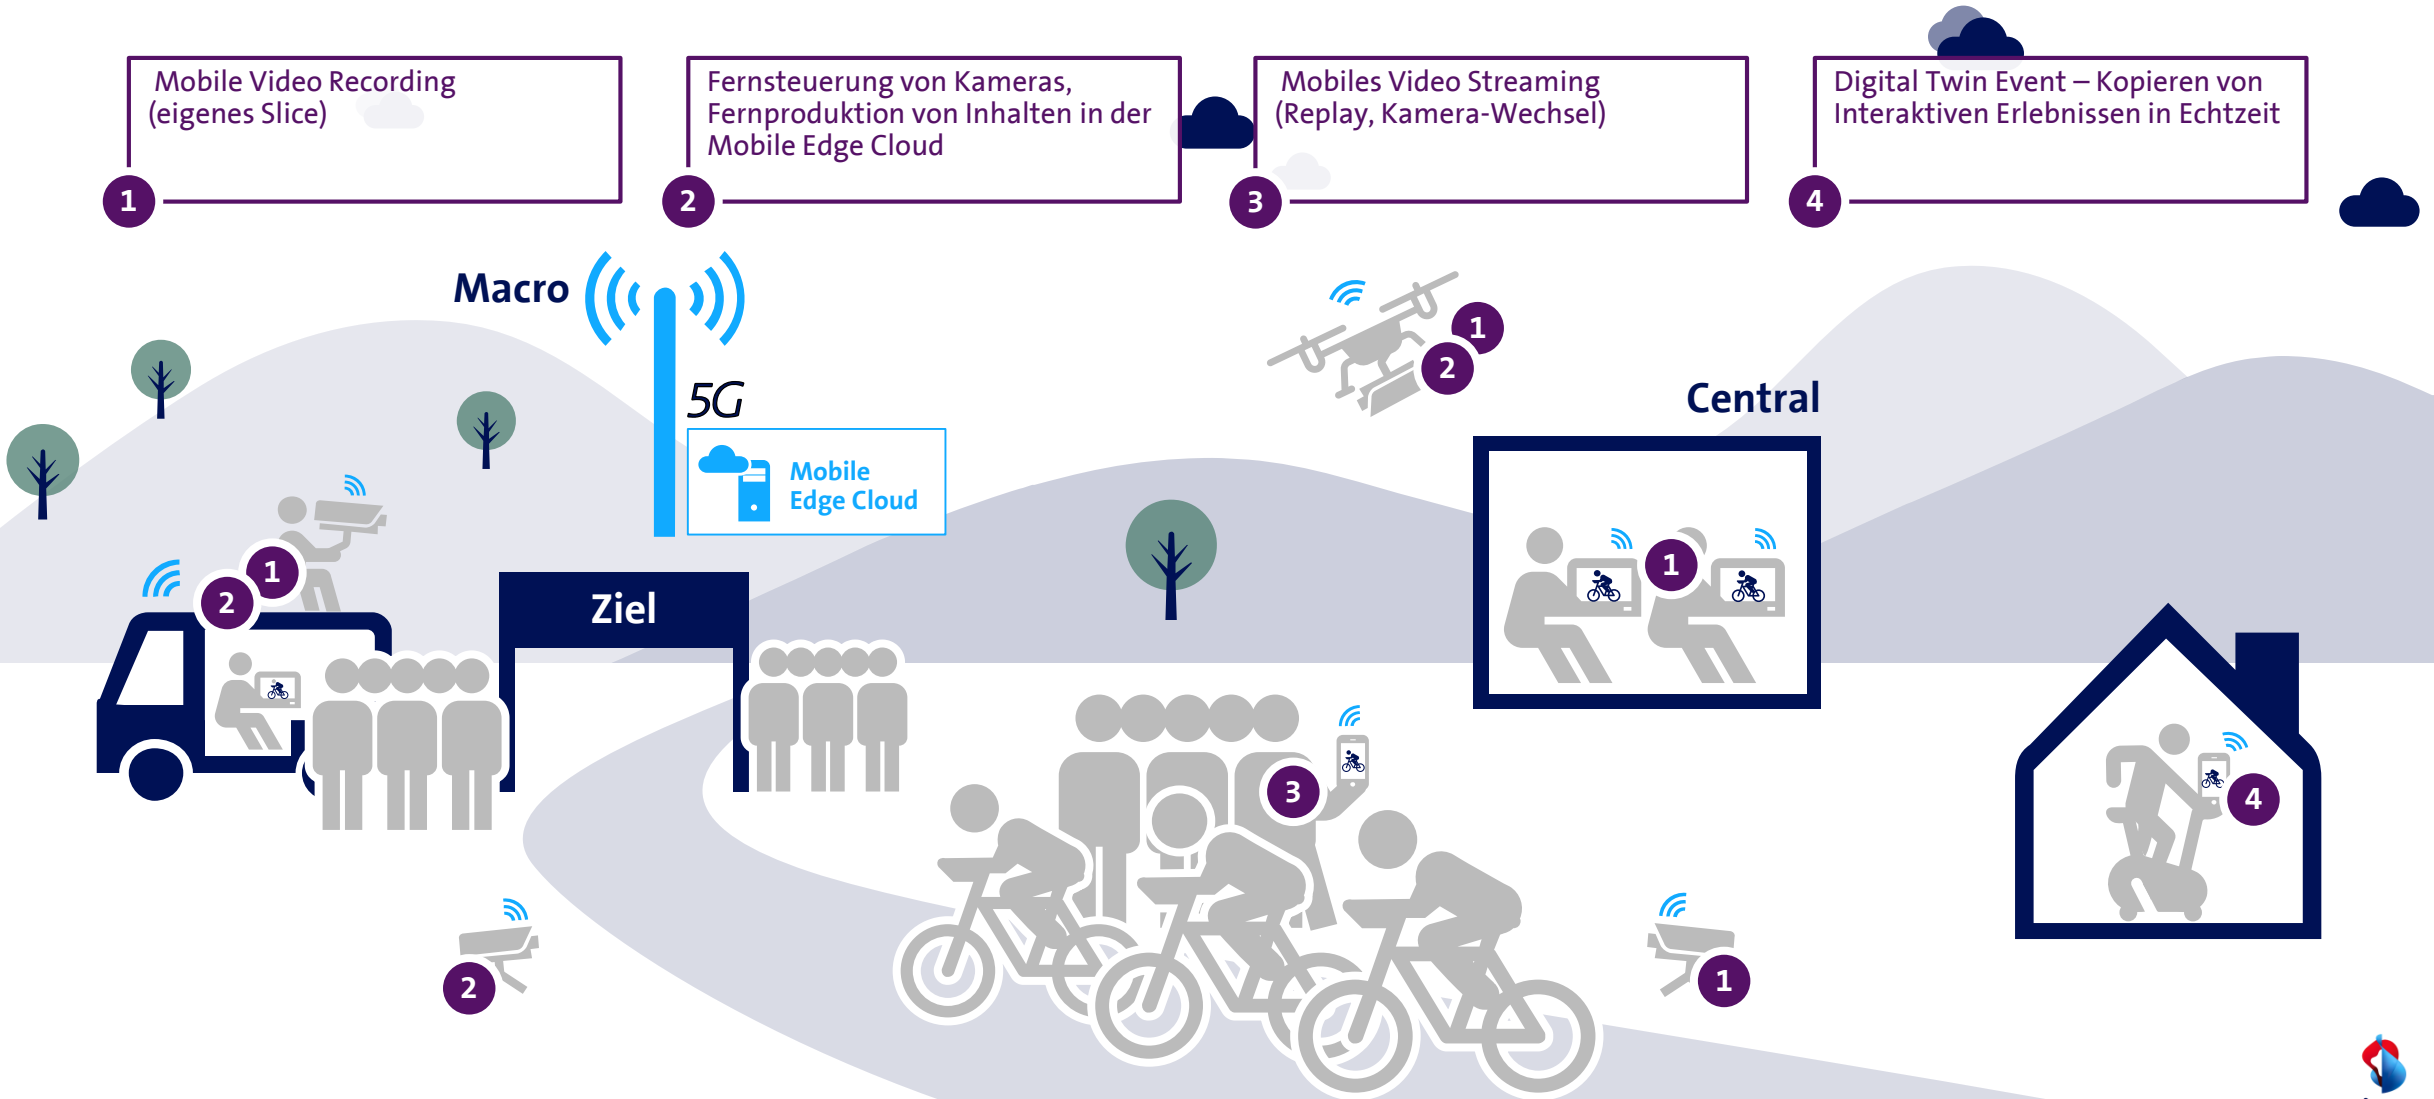 Mobile Video Recording
(eigenes Slice)
1
Fernsteuerung von Kameras,
Fernproduktion von Inhalten in der
Mobile Edge Cloud
2
Mobiles Video Streaming
(Replay, Kamera-Wechsel)
3
Digital Twin Event – Kopieren von
Interaktiven Erlebnissen in Echtzeit
4
Macro
5G
Mobile
Edge Cloud
1
2
Central
1
1
2
Ziel
3
4
2
1